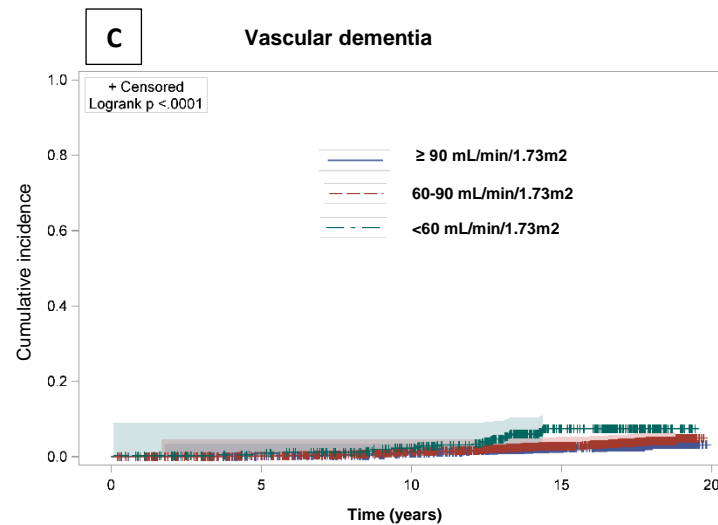 C
Vascular dementia
+ Censored
Logrank p <.0001
≥ 90 mL/min/1.73m2
60-90 mL/min/1.73m2
<60 mL/min/1.73m2
Cumulative incidence
1.0
0.8
0.6
0.4
0.2
0.0
0 5 10 15 20
Time (years)